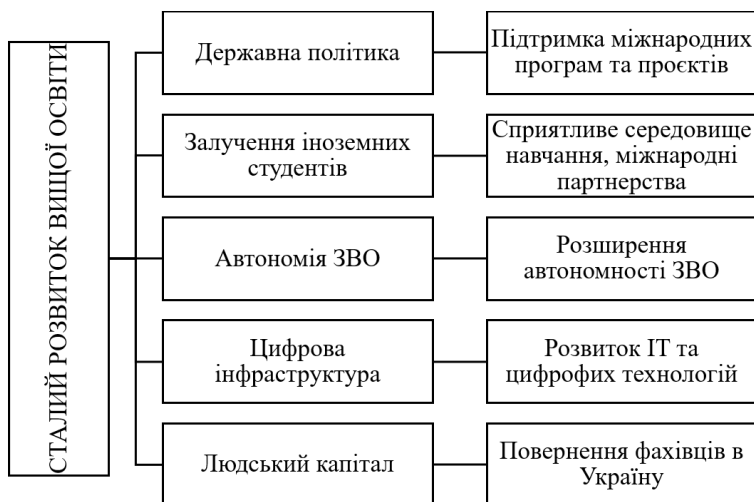 СТАЛИЙ РОЗВИТОК ВИЩОЇ ОСВІТИ
Державна політика
Підтримка міжнародних
програм та проєктів
Залучення іноземних
студентів
Сприятливе середовище
навчання, міжнародні
партнерства
Автономія ЗВО
Розширення
автономності ЗВО
Цифрова
інфраструктура
Розвиток ІТ та
цифрофих технологій
Людський капітал
Повернення фахівців в
Україну